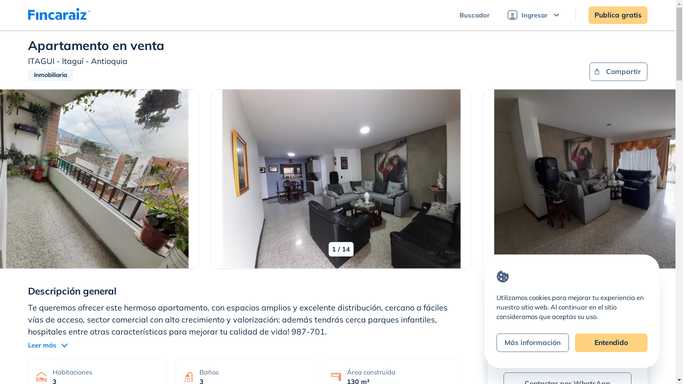 Fincaraiz
Buscador
Ingresar
Publica gratis
Apartamento en venta
ITAGUI - Itaguí - Antioquia
Inmobiliaria
Compartir
1 / 14
Descripción general
Te queremos ofrecer este hermoso apartamento, con espacios amplios y excelente distribución, cercano a fáciles
vías de acceso, sector comercial con alto crecimiento y valorización; además tendrás cerca parques infantiles,
hospitales entre otras características para mejorar tu calidad de vida! 987-701.
Leer más
Habitaciones
3
Baños
3
Área construida
130 m²
Utilizamos cookies para mejorar tu experiencia en
nuestro sitio web. Al continuar en el sitio
consideramos que aceptas su uso.
Más información
Entendido
Contactar por WhatsApp